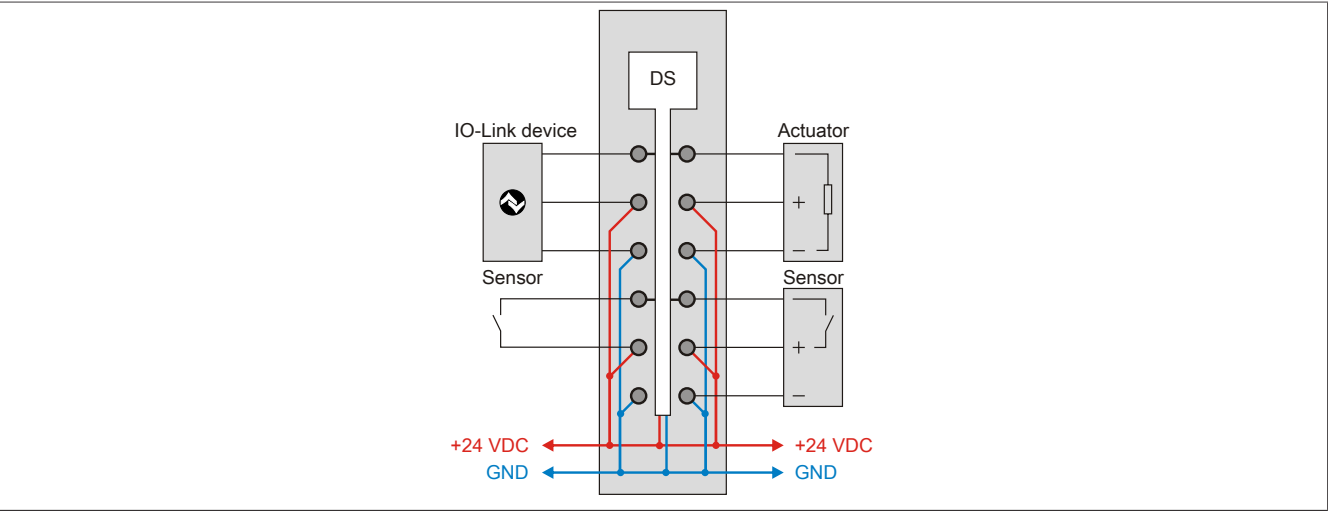 DS
IO-Link device
Actuator
+
−
Sensor
Sensor
+
−
+24 VDC
+24 VDC
GND
GND